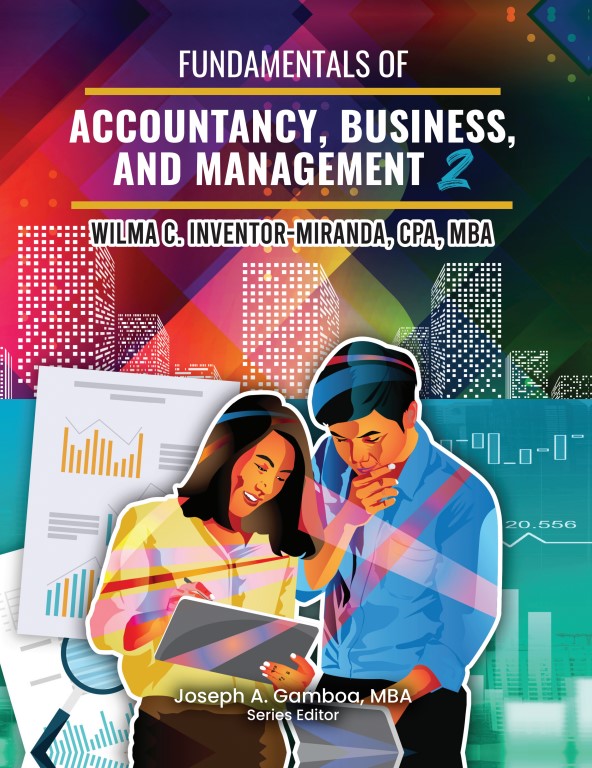 FUNDAMENTALS OF
ACCOUNTANCY, BUSINESS,
AND MANAGEMENT 2
WILMA C. INVENTOR-MIRANDA, CPA, MBA
20.556
Joseph A. Gamboa, MBA
Series Editor